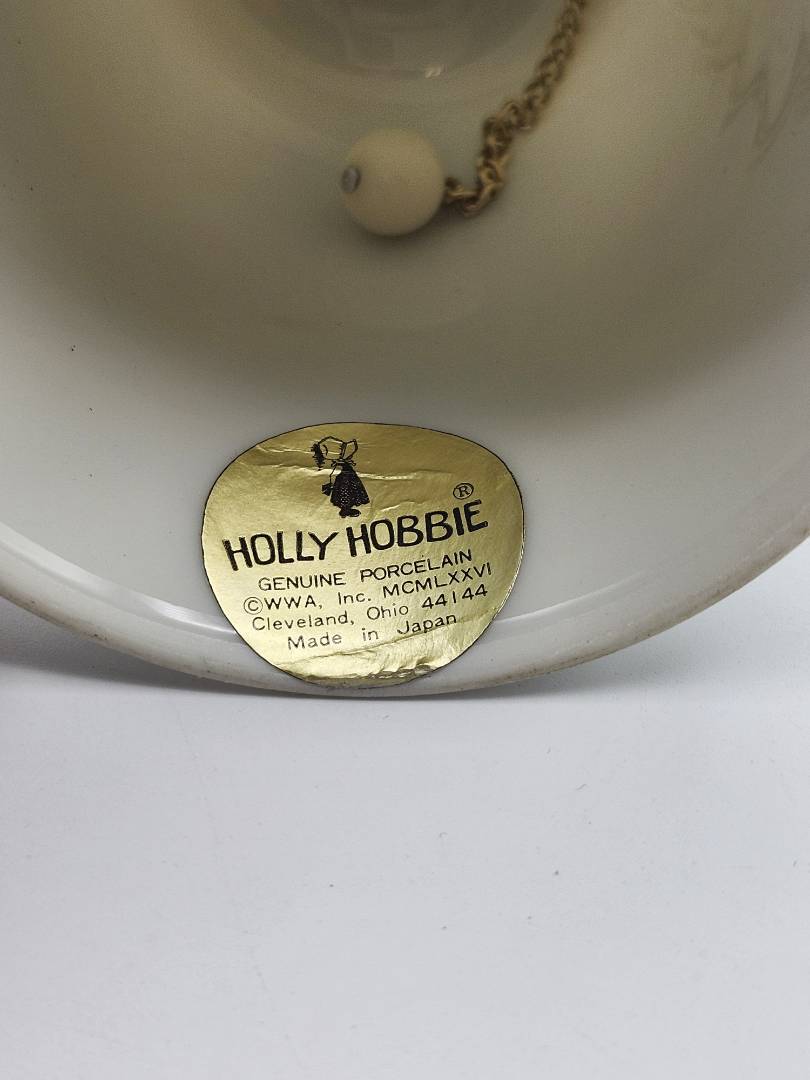 HOLLY HOBBIE ®
GENUINE PORCELAIN
©WWA, Inc. MCMLXXVI
Cleveland, Ohio 44144
Made in Japan